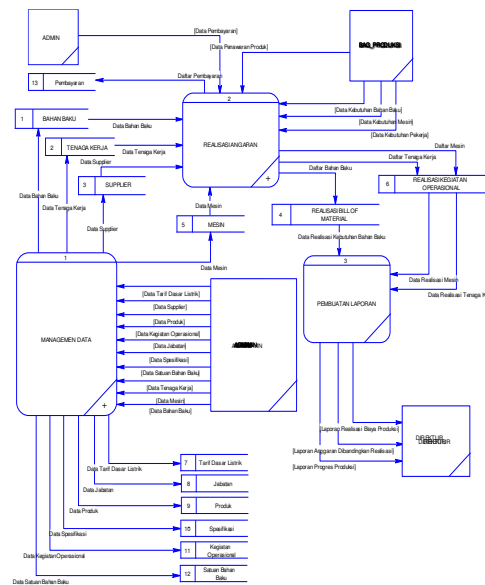 [Data Pembayaran]
ADMIN
[Data Penawaran Produk]
BAG_PRODUKSI
Daftar Pembayaran
13 Pembayaran
2
[Data Kebutuhan Bahan Baku]
1 BAHAN BAKU
[Data Kebutuhan Mesin]
Data Bahan Baku
[Data Kebutuhan Pekerja]
2 TENAGA KERJA
REALISASI ANGARAN
Daftar Mesin
Data Tenaga Kerja
Daftar Tenaga Kerja
Data Supplier
Daftar Bahan Baku
3 SUPPLIER
6 REALISASI KEGIATAN
OPERASIONAL
+
Data Bahan Baku
Data Mesin
Data Tenaga Kerja
4 REALISASI BILL OF
MATERIAL
5 MESIN
Data Supplier
Data Realisasi Kebutuhan Bahan Baku
1
3
Data Mesin
Data Realisasi Mesin
[Data Tarif Dasar Listrik]
Data Realisasi Tenaga K
[Data Supplier]
PEMBUATAN LAPORAN
[Data Produk]
[Data Kegiatan Operasional]
MANAGEMEN DATA
[Data Jabatan]
[Data Spesifikasi]
[Data Satuan Bahan Baku]
[Data Tenaga Kerja]
[Data Mesin]
+
[Data Bahan Baku]
[Laporan Realisasi Biaya Produksi]
DIREKTUR
[Laporan Anggaran Dibandingkan Realisasi]
7 Tarif Dasar Listrik
[Laporan Progres Produksi]
Data Tarif Dasar Listrik
8 Jabatan
Data Jabatan
9 Produk
Data Produk
10 Spesifikasi
Data Spesifikasi
11 Kegiatan
Operasional
Data Kegiatan Operasional
12 Satuan Bahan
Baku
Data Satuan Bahan Baku